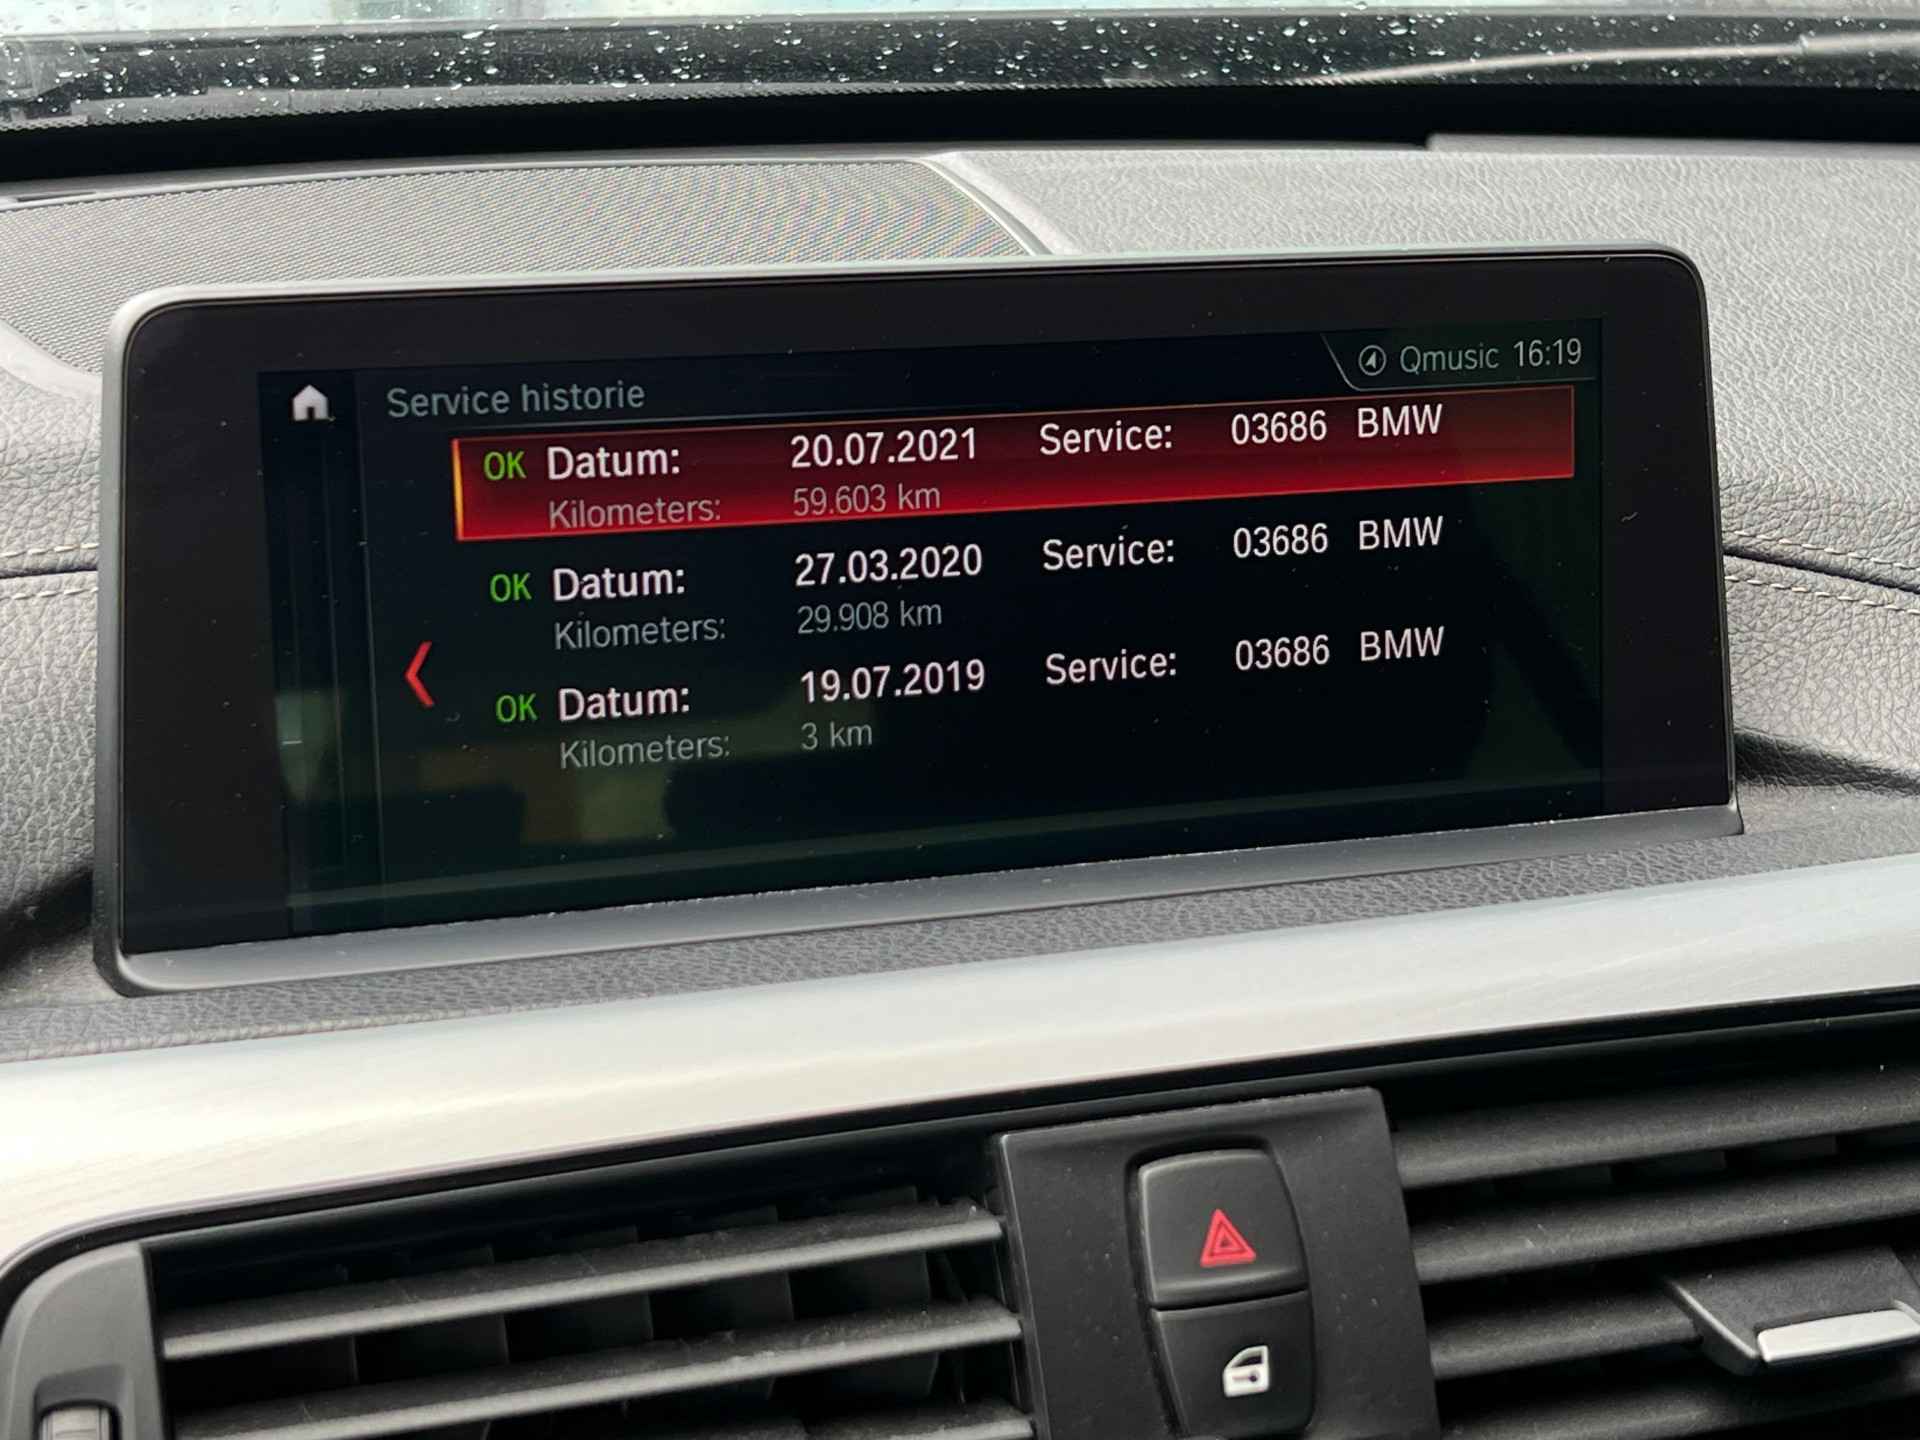 Service historie
Qmusic 16:19
OK Datum: 20.07.2021 Service: 03686 BMW
Kilometers: 59.603 km
OK Datum: 27.03.2020 Service: 03686 BMW
Kilometers: 29.908 km
OK Datum: 19.07.2019 Service: 03686 BMW
Kilometers: 3 km